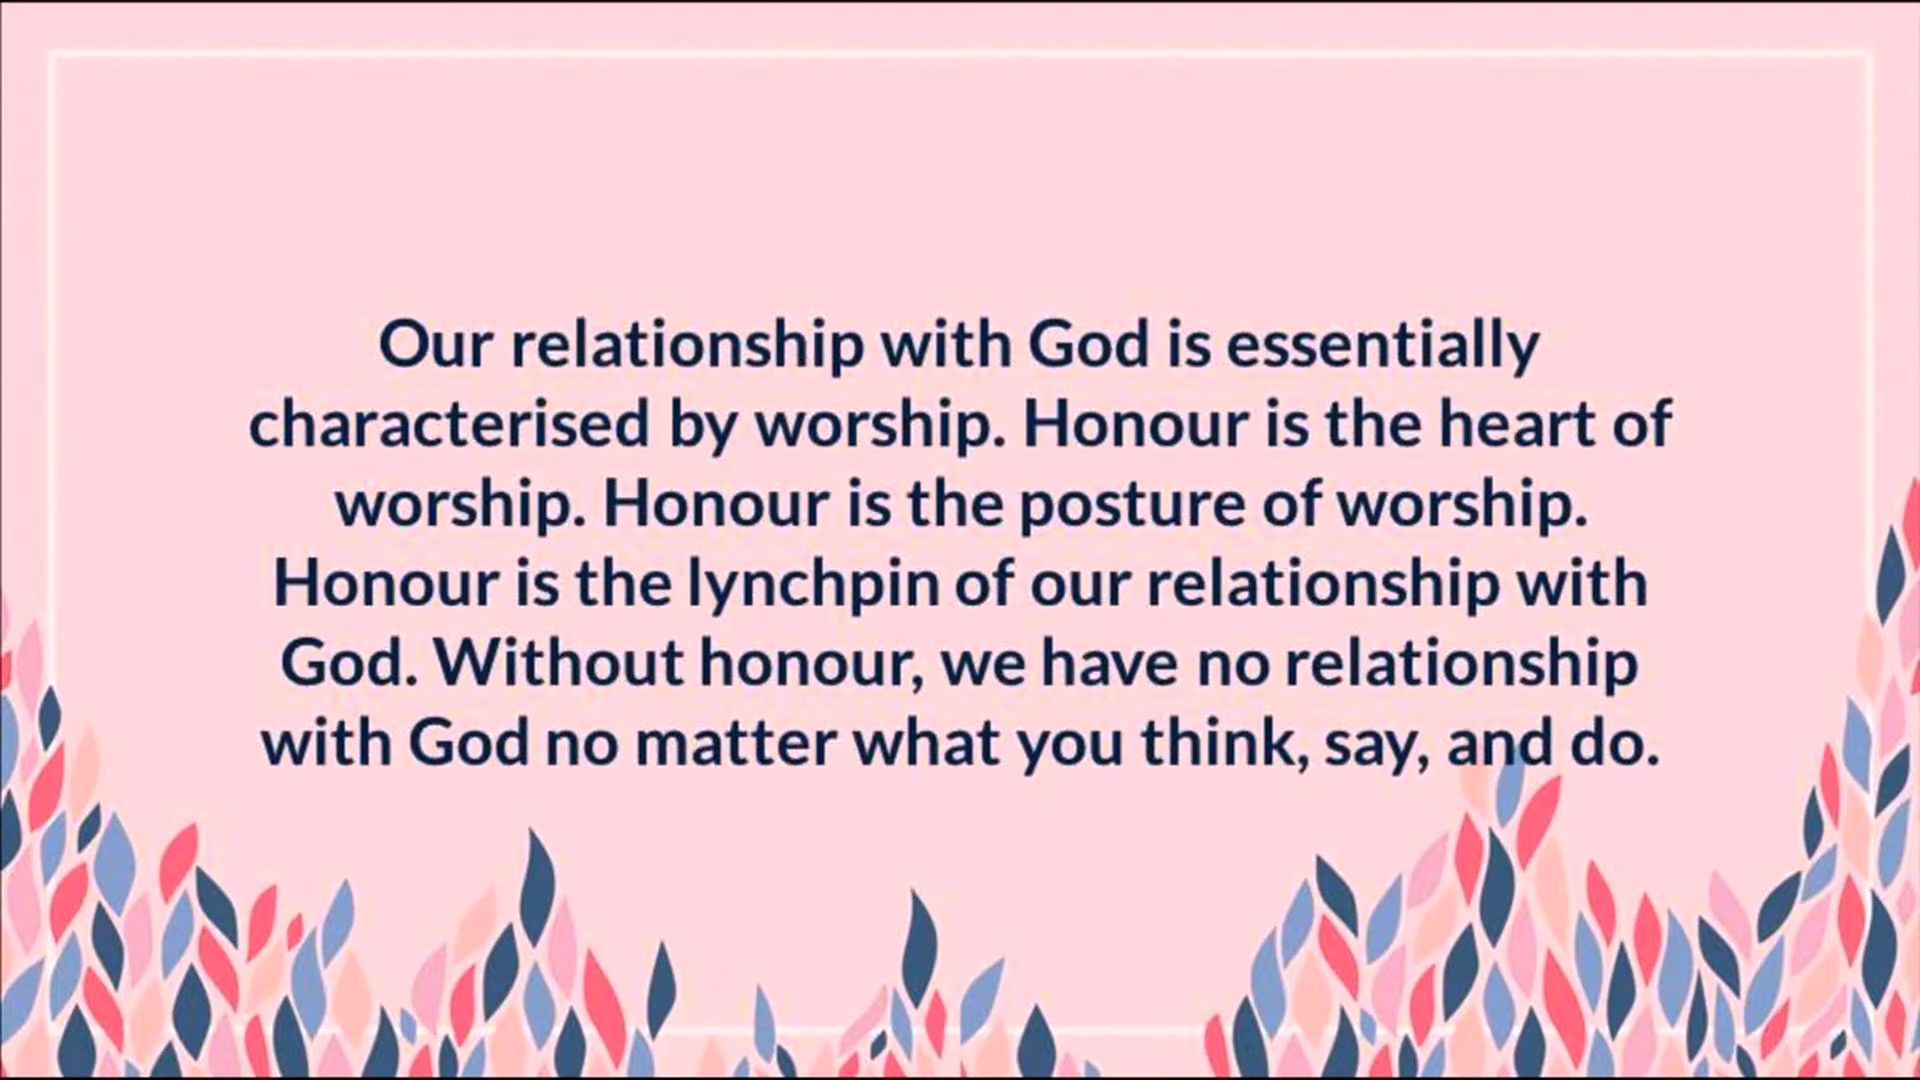 Our relationship with God is essentially
characterised by worship. Honour is the heart of
worship. Honour is the posture of worship.
Honour is the lynchpin of our relationship with
God. Without honour, we have no relationship
with God no matter what you think, say, and do.